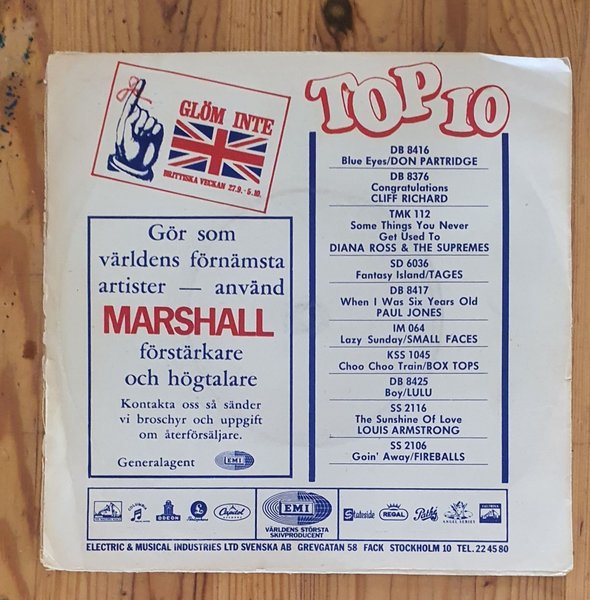 GLÖM INTE
BRITTISKA VECKAN 27.9.-5.10.
TOP 10
DB 8416
Blue Eyes/DON PARTRIDGE
DB 8376
Congratulations
CLIFF RICHARD
TMK 112
Some Things You Never
Get Used To
DIANA ROSS & THE SUPREMES
SD 6036
Fantasy Island/TAGES
DB 8417
When I Was Six Years Old
PAUL JONES
IM 064
Lazy Sunday/SMALL FACES
KSS 1045
Choo Choo Train/BOX TOPS
DB 8425
Boy/LULU
SS 2116
The Sunshine Of Love
LOUIS ARMSTRONG
SS 2106
Goin' Away/FIREBALLS
Gör som
världens förnämsta
artister — använd
MARSHALL
förstärkare
och högtalare
Kontakta oss så sänder
vi broschyr och uppgift
om återförsäljare.
Generalagent EMI
ODEON
Capitol
EMI
VÄRLDENS STÖRSTA
SKIVPRODUCENT
Stateside
REGAL
ANGEL SERIES
ELECTRIC & MUSICAL INDUSTRIES LTD SVENSKA AB GREVGATAN 58 FACK STOCKHOLM 10 TEL. 22 45 80